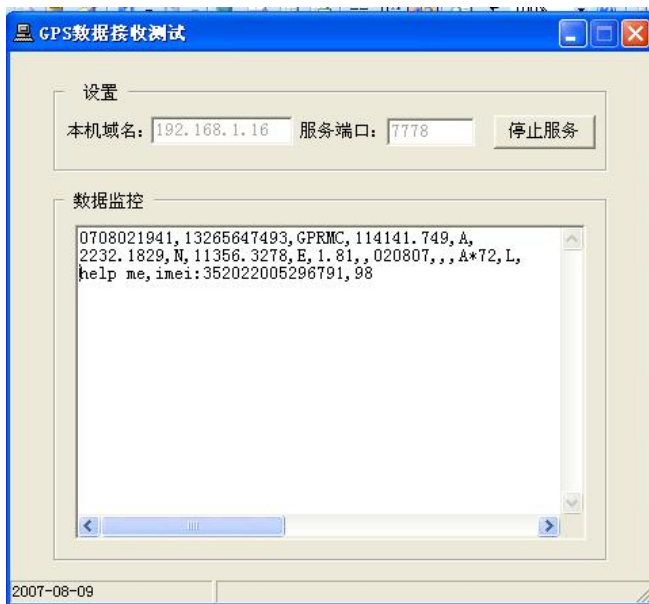 GPS数据接收测试
设置
本机域名: 192.168.1.16 服务端口: 7778 停止服务
数据监控
0708021941,13265647493,GPRMC,114141.749,A,
2232.1829,N,11356.3278,E,1.81,,020807,,,A*72,L,
help me,imei:352022005296791,98
2007-08-09